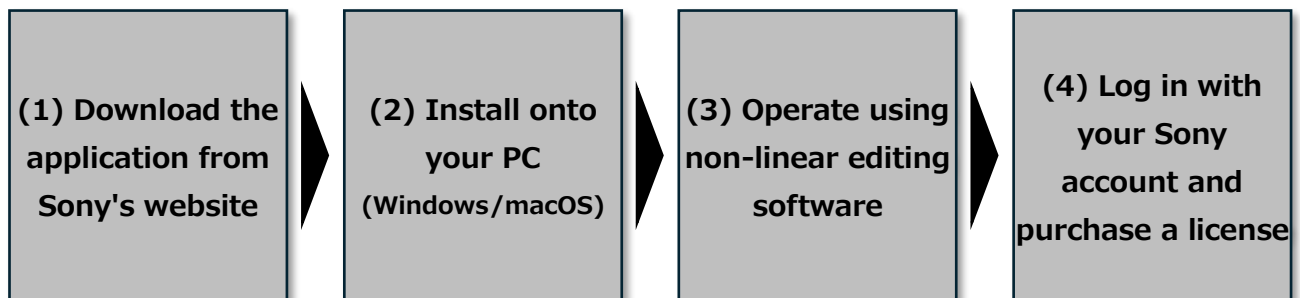 (1) Download the
application from
Sony's website
(2) Install onto
your PC
(Windows/macOS)
(3) Operate using
non-linear editing
software
(4) Log in with
your Sony
account and
purchase a license